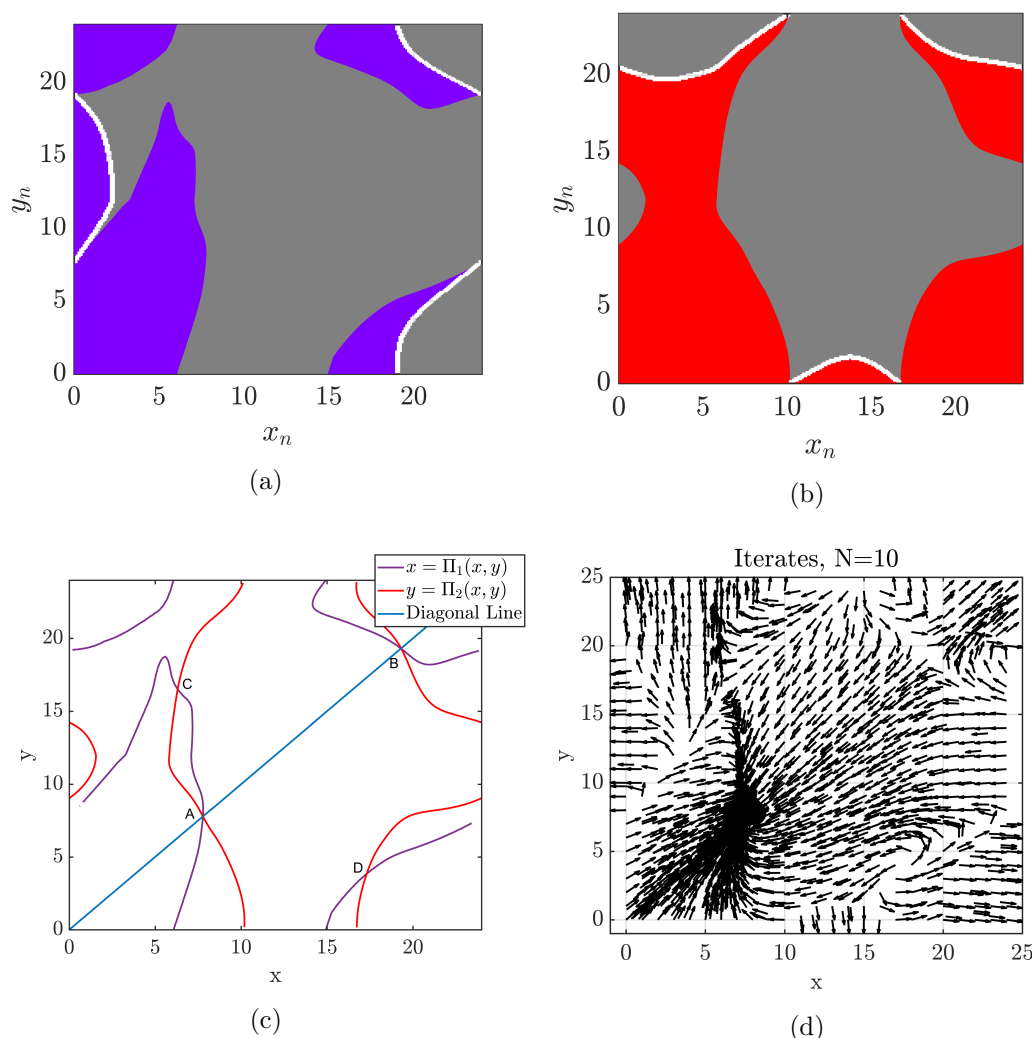 20
15
10
5
0
y_n
0 5 10 15 20
x_n
(a)
20
15
10
5
0
y_n
0 5 10 15 20
x_n
(b)
x = Π₁(x, y)
y = Π₂(x, y)
Diagonal Line
20
15
10
5
0
y
A
B
C
D
0 5 10 15 20
x
(c)
Iterates, N=10
25
20
15
10
5
0
y
0 5 10 15 20 25
x
(d)